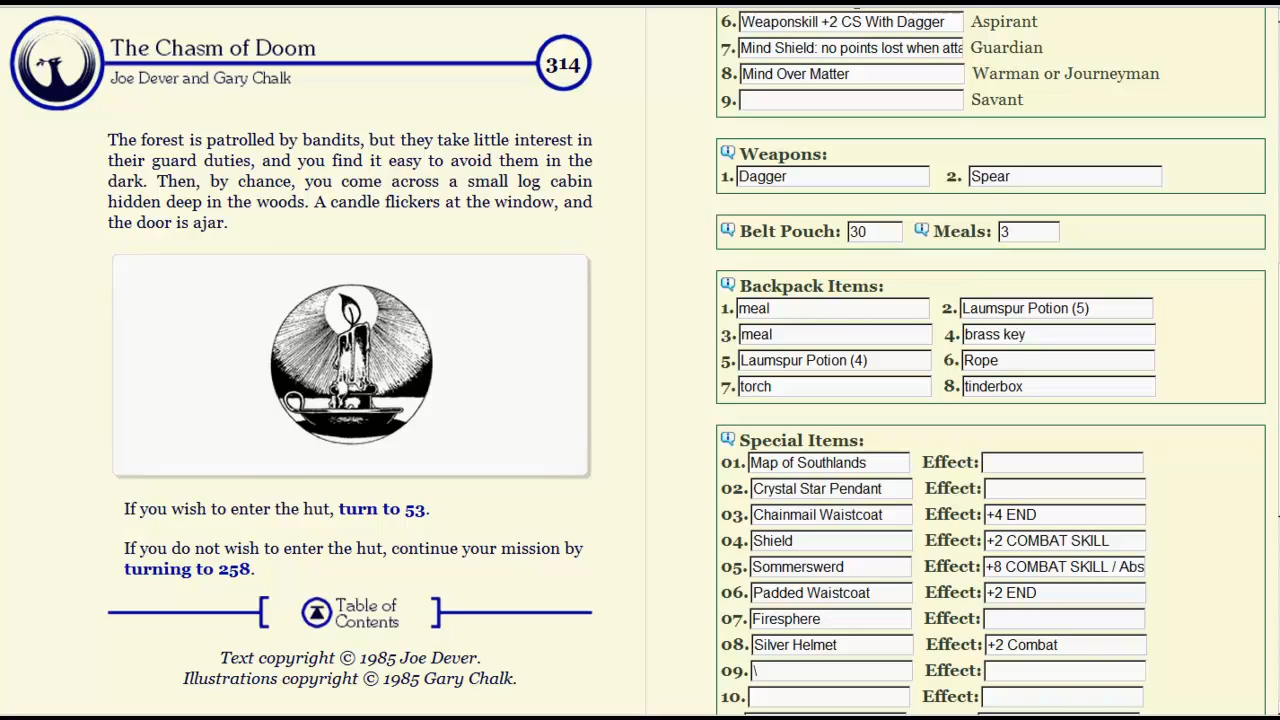 The Chasm of Doom
Joe Dever and Gary Chalk
314
The forest is patrolled by bandits, but they take little interest in
their guard duties, and you find it easy to avoid them in the
dark. Then, by chance, you come across a small log cabin
hidden deep in the woods. A candle flickers at the window, and
the door is ajar.
If you wish to enter the hut, turn to 53.
If you do not wish to enter the hut, continue your mission by
turning to 258.
Table of
Contents
Text copyright © 1985 Joe Dever.
Illustrations copyright © 1985 Gary Chalk.
6. Weaponskill +2 CS With Dagger Aspirant
7. Mind Shield: no points lost when atta Guardian
8. Mind Over Matter Warman or Journeyman
9. Savant
Weapons:
1. Dagger 2. Spear
Belt Pouch: 30 Meals: 3
Backpack Items:
1. meal 2. Laumspur Potion (5)
3. meal 4. brass key
5. Laumspur Potion (4) 6. Rope
7. torch 8. tinderbox
Special Items:
01. Map of Southlands Effect:
02. Crystal Star Pendant Effect:
03. Chainmail Waistcoat Effect: +4 END
04. Shield Effect: +2 COMBAT SKILL
05. Sommerswerd Effect: +8 COMBAT SKILL / Abs
06. Padded Waistcoat Effect: +2 END
07. Firesphere Effect:
08. Silver Helmet Effect: +2 Combat
09. \ Effect:
10. Effect: